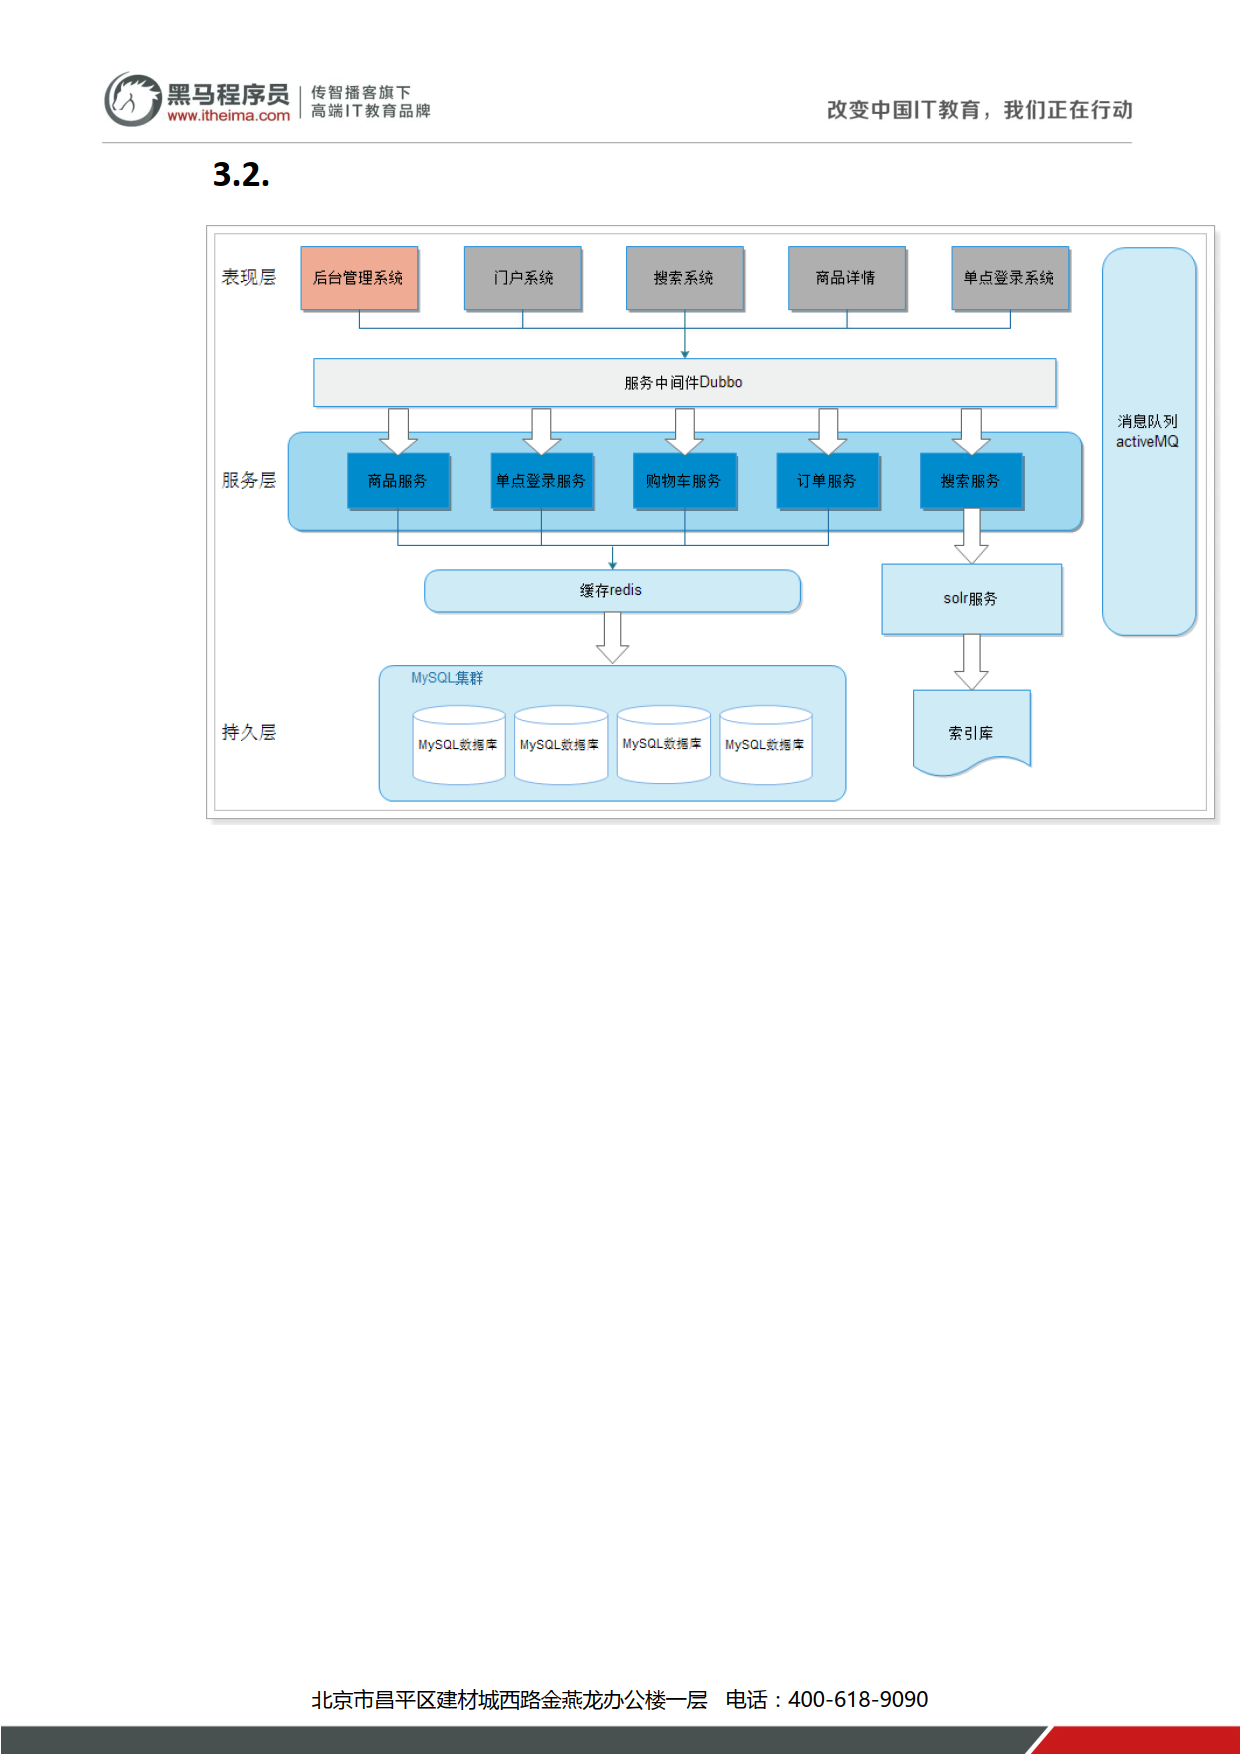 黑马程序员
www.itheima.com
传智播客旗下
高端IT教育品牌
改变中国IT教育，我们正在行动
3.2.
表现层
后台管理系统
门户系统
搜索系统
商品详情
单点登录系统
服务中间件Dubbo
消息队列
activeMQ
服务层
商品服务
单点登录服务
购物车服务
订单服务
搜索服务
缓存redis
solr服务
MySQL集群
持久层
MySQL数据库
MySQL数据库
MySQL数据库
MySQL数据库
索引库
北京市昌平区建材城西路金燕龙办公楼一层 电话：400-618-9090